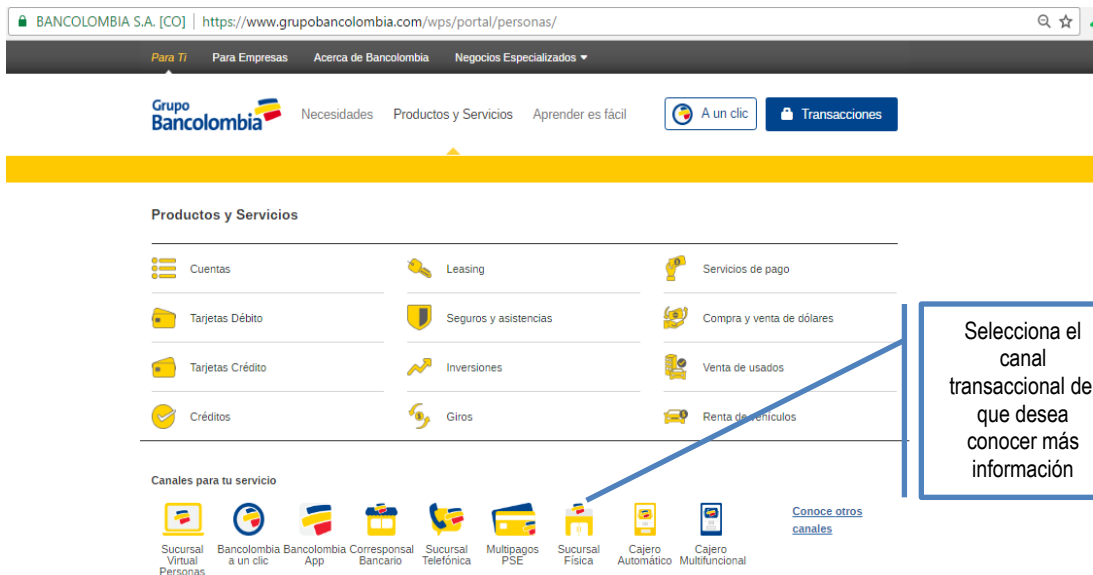 BANCOLOMBIA S.A. [CO] | https://www.grupobancolombia.com/wps/portal/personas/
Para Ti Para Empresas Acerca de Bancolombia Negocios Especializados
Grupo
Bancolombia
Necesidades Productos y Servicios Aprender es fácil A un clic Transacciones
Productos y Servicios
Cuentas Leasing Servicios de pago
Tarjetas Débito Seguros y asistencias Compra y venta de dólares
Tarjetas Crédito Inversiones Venta de usados
Créditos Giros Renta de vehículos
Selecciona el
canal
transaccional de
que desea
conocer más
información
Canales para tu servicio
Sucursal
Virtual
Personas
Bancolombia
a un clic
Bancolombia
App
Corresponsal
Bancario
Sucursal
Telefónica
Multipagos
PSE
Sucursal
Física
Cajero
Automático
Cajero
Multifuncional
Conoce otros
canales